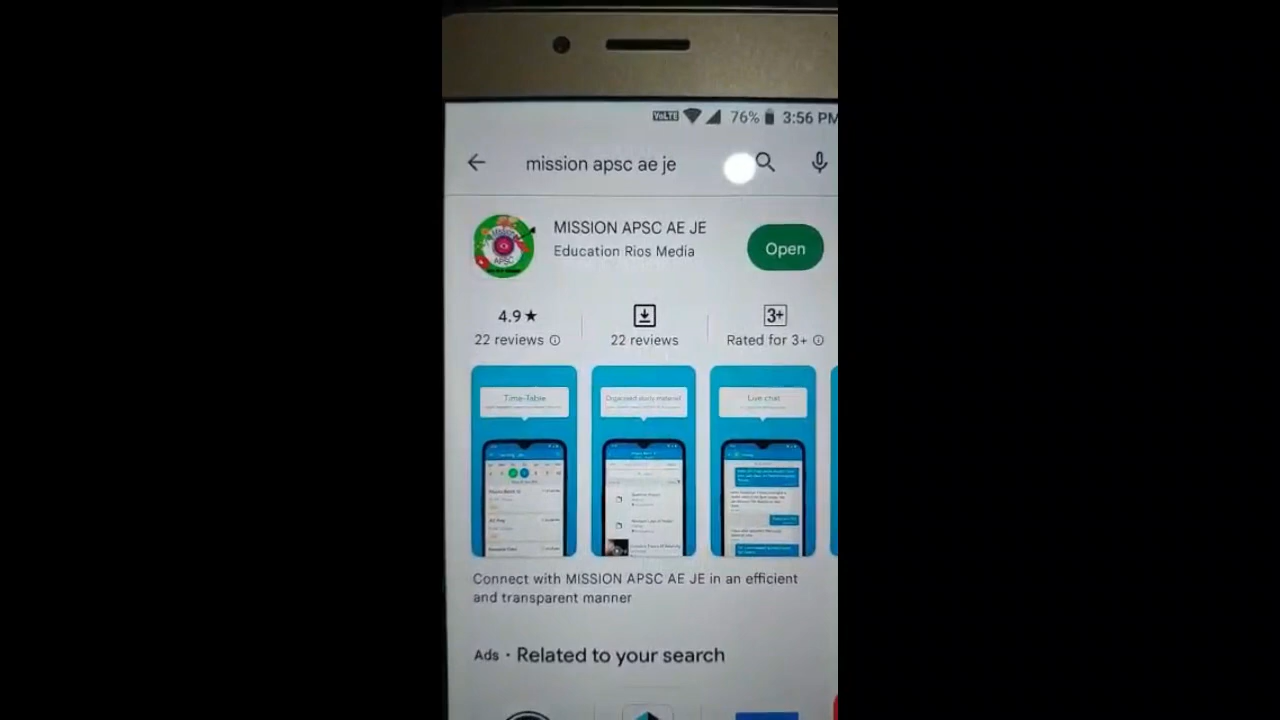 VoLTE 76% 3:56 PM
mission apsc ae je
MISSION APSC AE JE
Education Rios Media
Open
APSC
4.9★
22 reviews
22 reviews
3+
Rated for 3+
Time-Table
Organised study material
Live chat
Connect with MISSION APSC AE JE in an efficient
and transparent manner
Ads · Related to your search